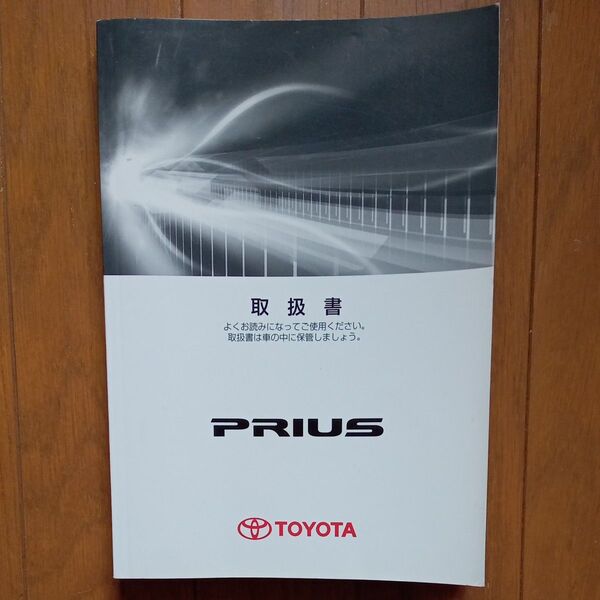 取扱書
よくお読みになってご使用ください。
取扱書は車の中に保管しましょう。
PRIUS
TOYOTA